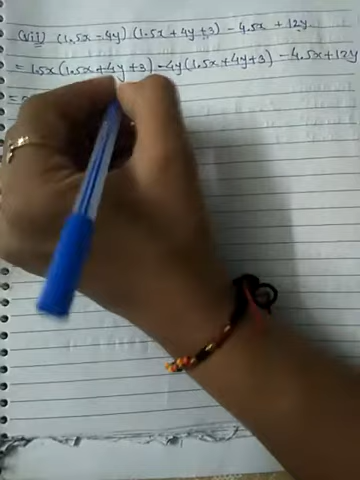 (viii) (1.5x - 4y) (1.5x + 4y + 3) - 4.5x + 12y
= 1.5x (1.5x + 4y + 3) - 4y (1.5x + 4y + 3) - 4.5x + 12y
=